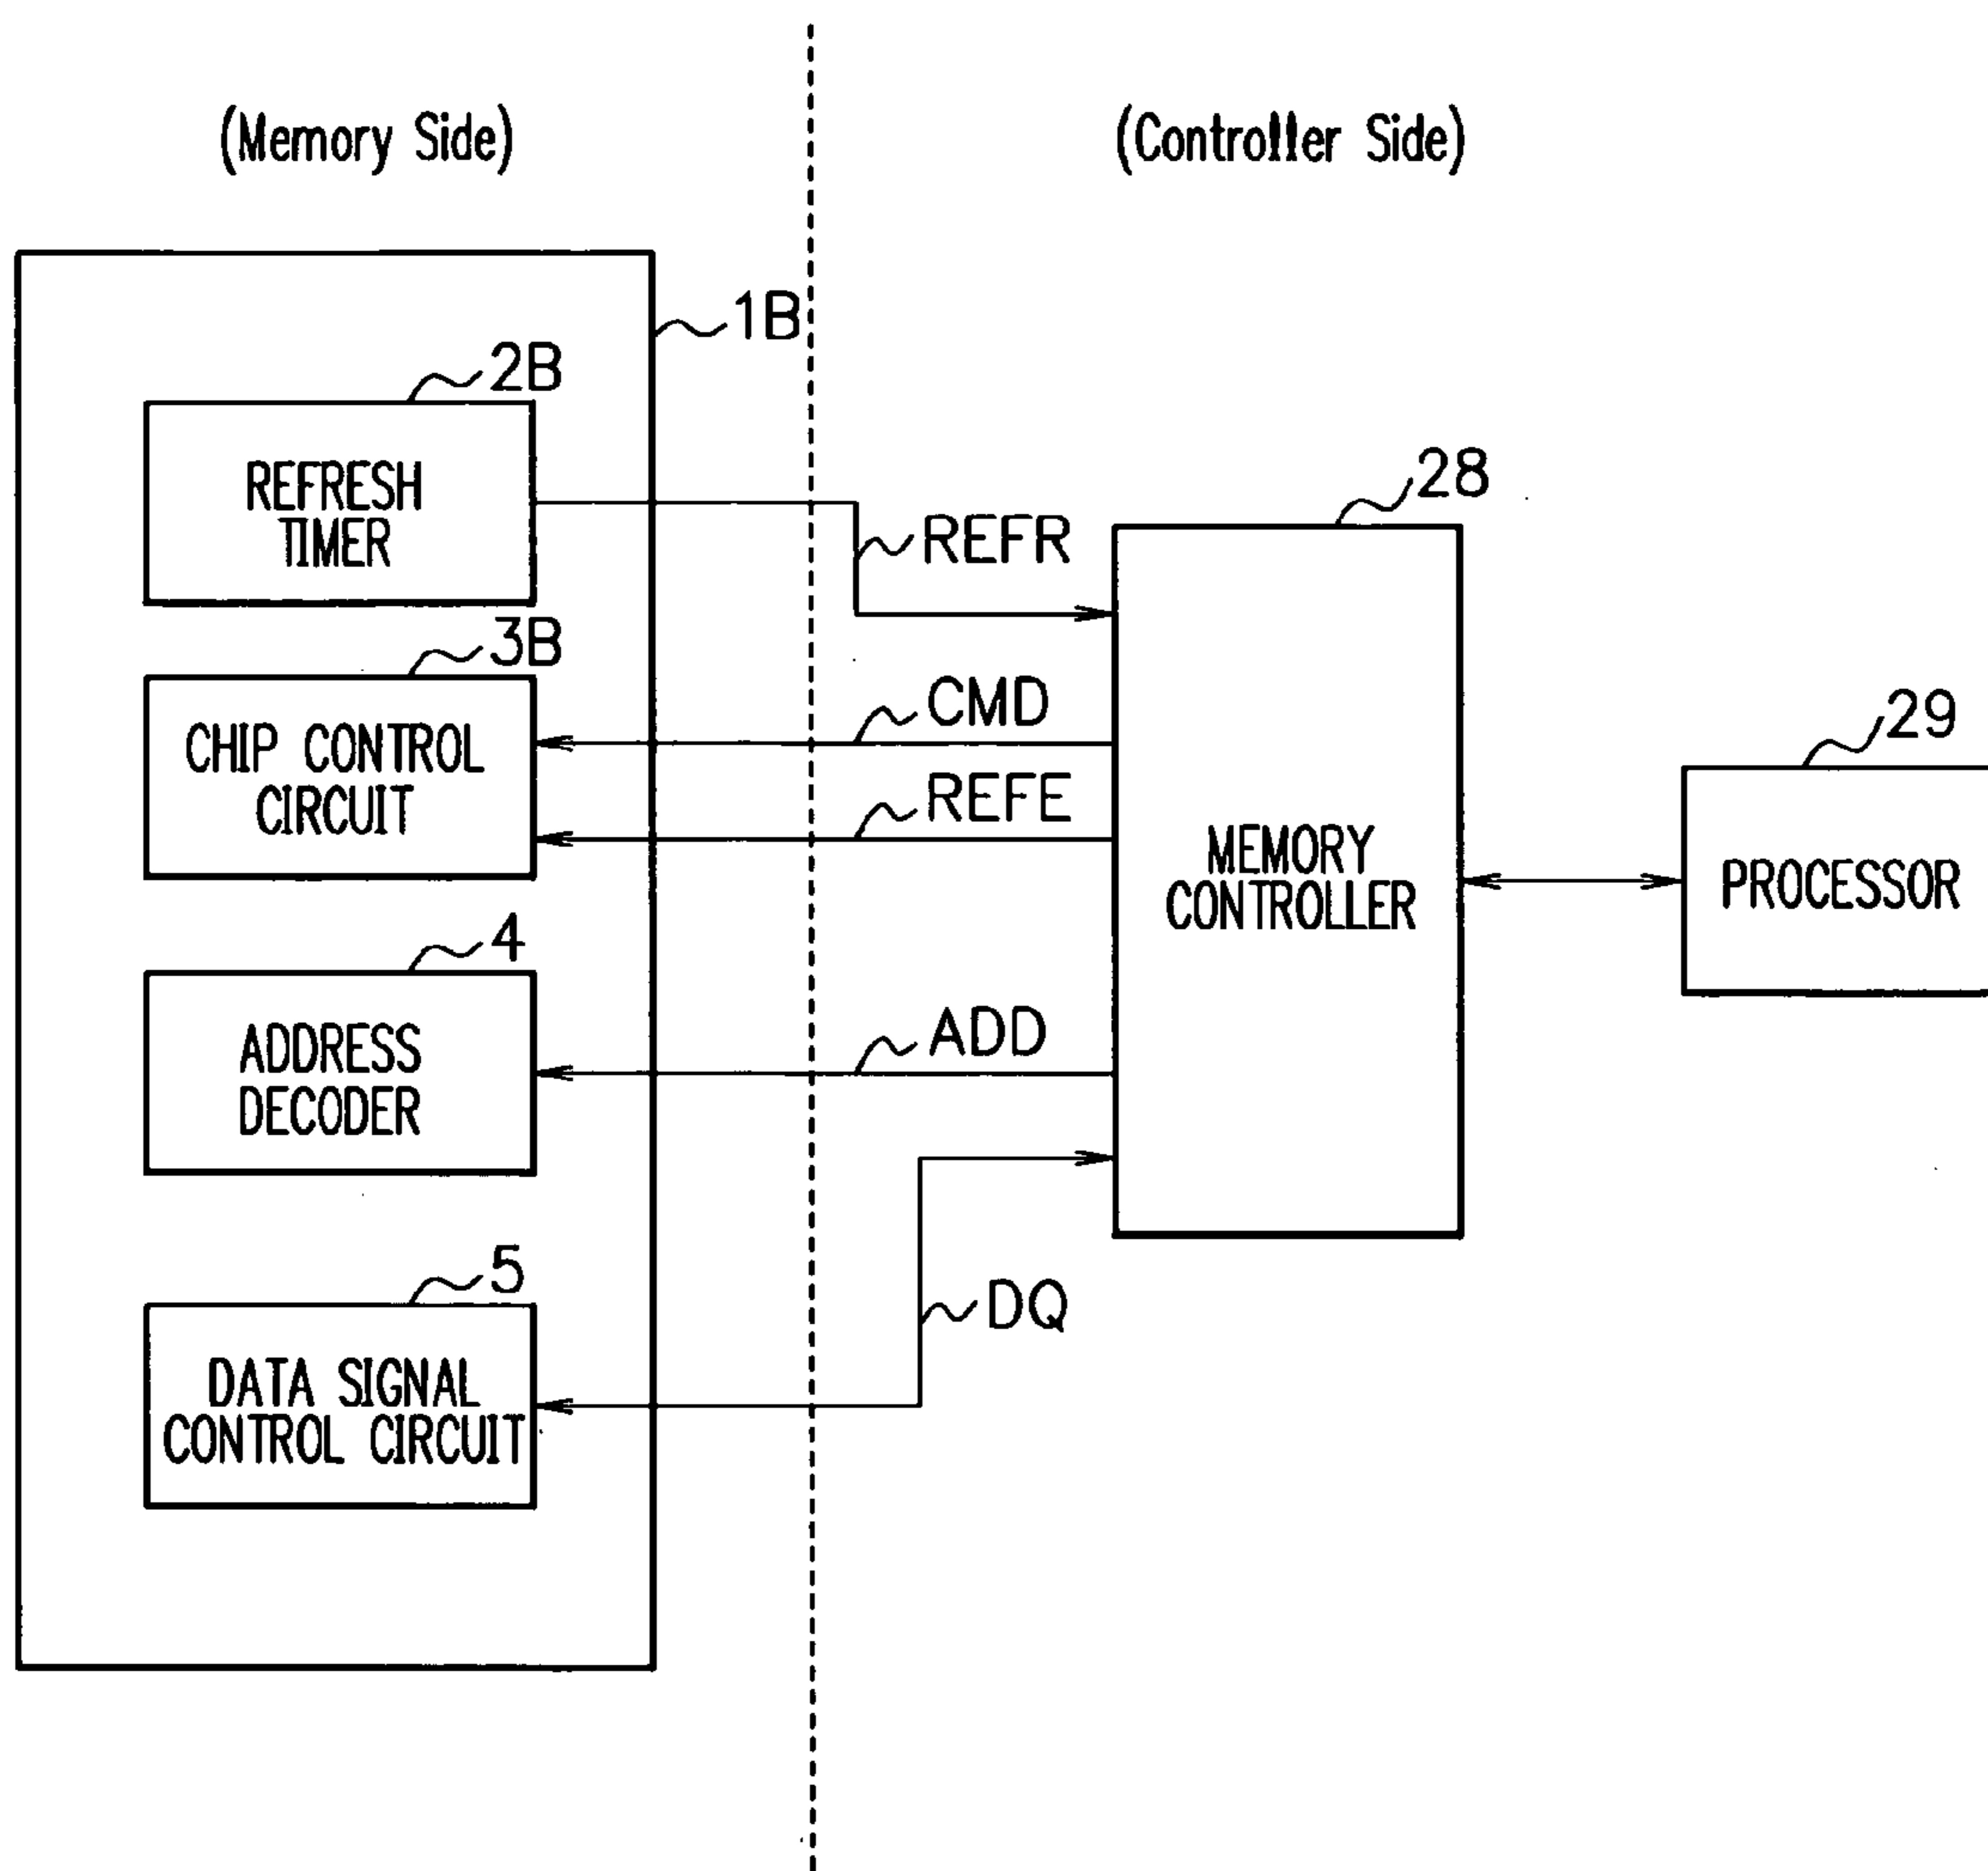 (Memory Side)
(Controller Side)
1B
2B
REFRESH
TIMER
28
REFR
3B
CHIP CONTROL
CIRCUIT
CMD
REFE
MEMORY
CONTROLLER
29
PROCESSOR
4
ADDRESS
DECODER
ADD
5
DATA SIGNAL
CONTROL CIRCUIT
DQ